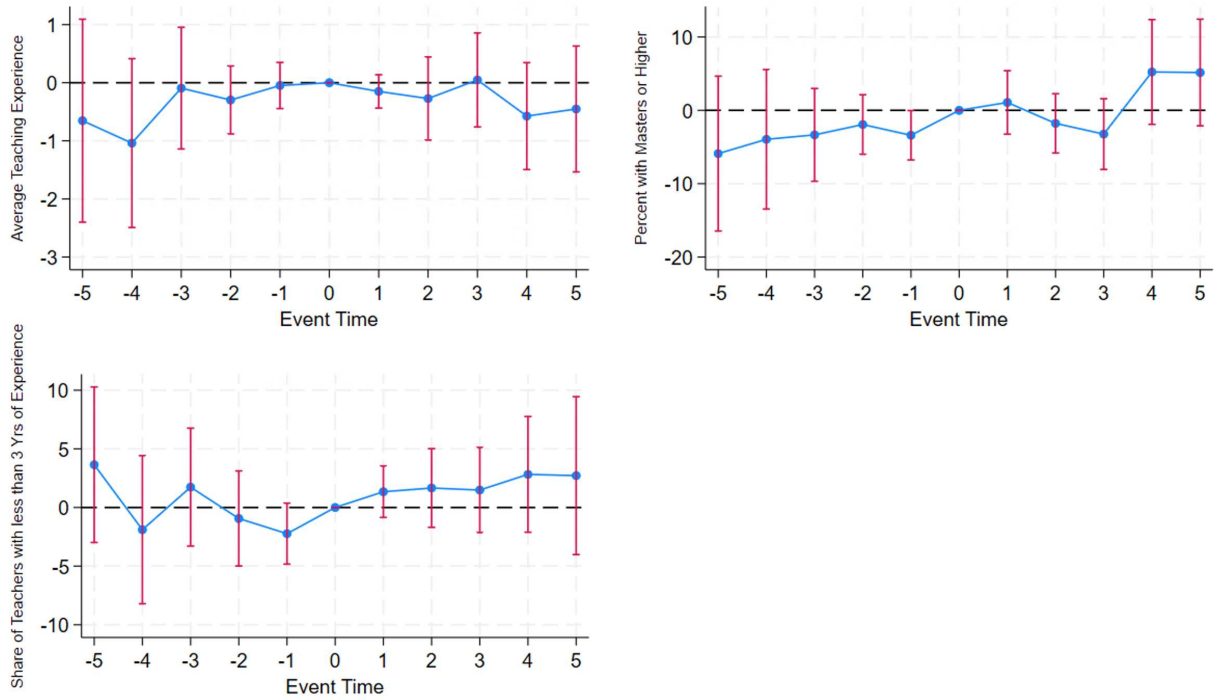 Average Teaching Experience
1
0
-1
-2
-3
-5 -4 -3 -2 -1 0 1 2 3 4 5
Event Time
Percent with Masters or Higher
10
0
-10
-20
-5 -4 -3 -2 -1 0 1 2 3 4 5
Event Time
Share of Teachers with less than 3 Yrs of Experience
10
5
0
-5
-10
-5 -4 -3 -2 -1 0 1 2 3 4 5
Event Time